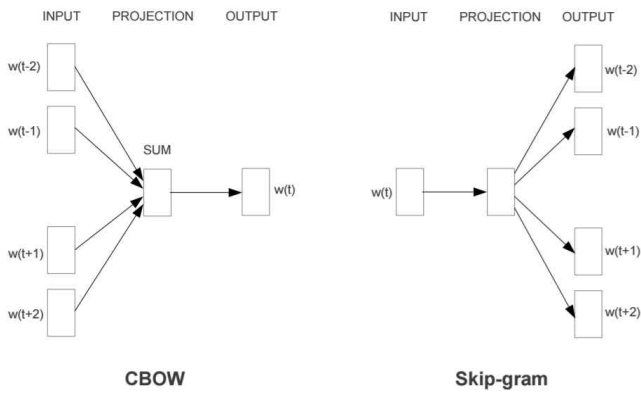 INPUT PROJECTION OUTPUT
w(t-2)
w(t-1)
SUM
w(t)
w(t+1)
w(t+2)
CBOW
INPUT PROJECTION OUTPUT
w(t-2)
w(t-1)
w(t)
w(t+1)
w(t+2)
Skip-gram